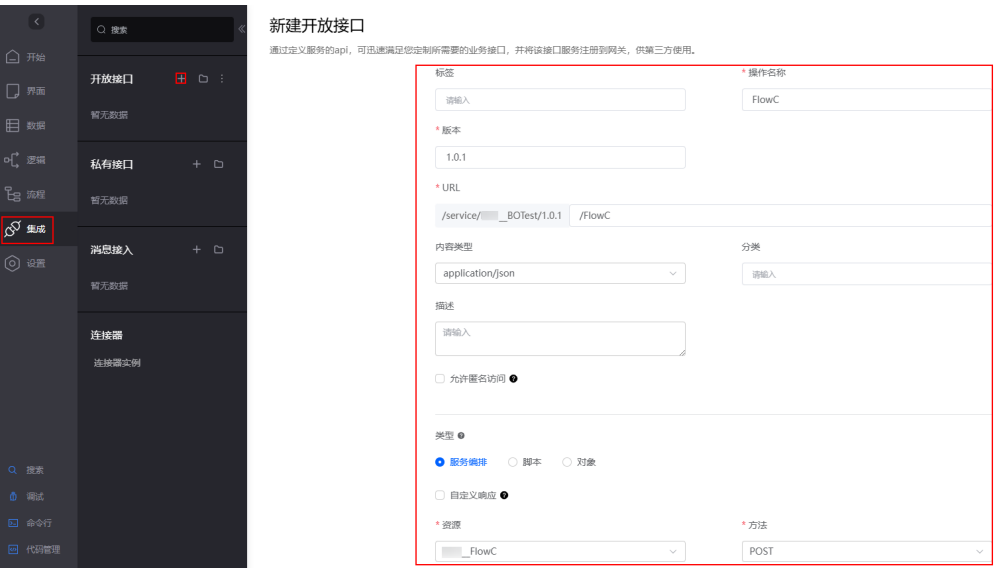 开始
界面
数据
逻辑
流程
集成
设置
搜索
调试
命令行
代码管理
搜索
开放接口
暂无数据
私有接口
暂无数据
消息接入
暂无数据
连接器
连接器实例
新建开放接口
通过定义服务的api，可迅速满足您定制所需要的业务接口，并将该接口服务注册到网关，供第三方使用。
标签
* 操作名称
请输入
FlowC
* 版本
1.0.1
* URL
/service/ __BOTest/1.0.1 /FlowC
内容类型
分类
application/json
请输入
描述
请输入
允许匿名访问
类型
服务编排 脚本 对象
自定义响应
* 资源
* 方法
__FlowC
POST